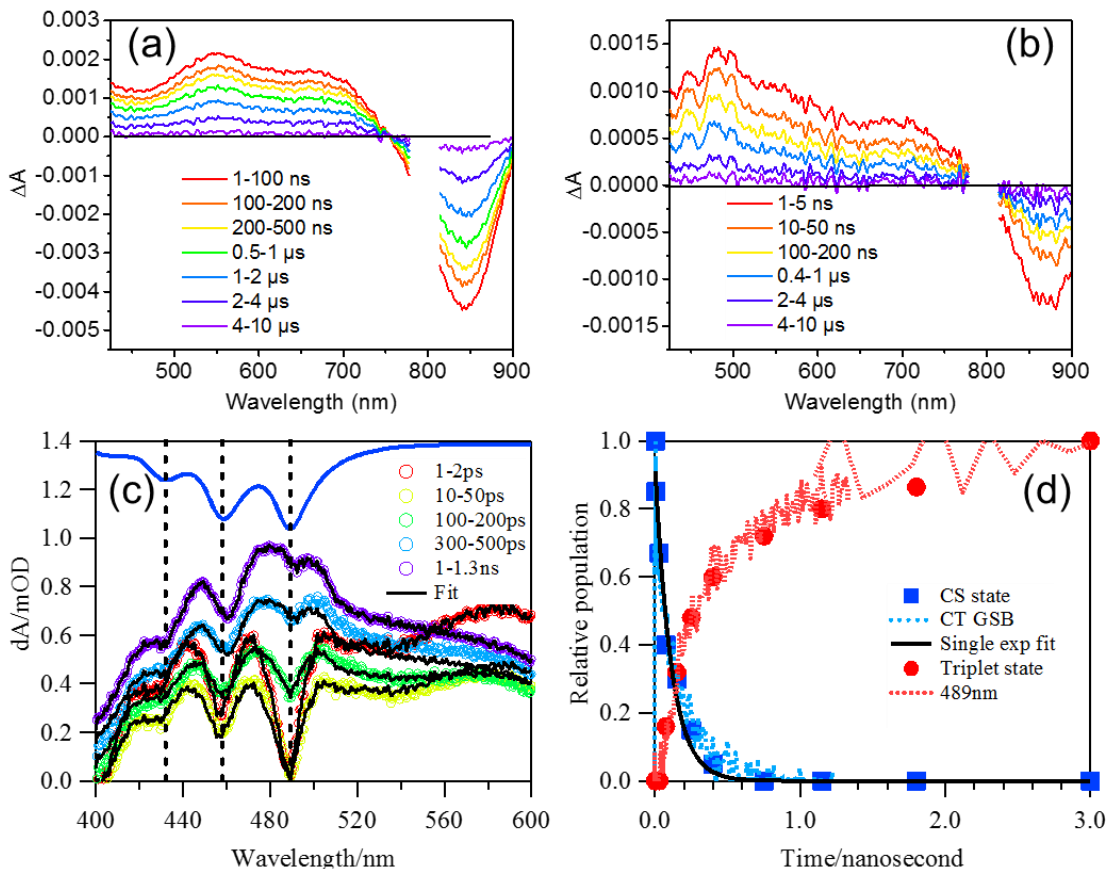 (a)
0.003
0.002
0.001
0.000
-0.001
-0.002
-0.003
-0.004
-0.005
ΔA
1-100 ns
100-200 ns
200-500 ns
0.5-1 µs
1-2 µs
2-4 µs
4-10 µs
500 600 700 800 900
Wavelength (nm)
(b)
0.0015
0.0010
0.0005
0.0000
-0.0005
-0.0010
-0.0015
ΔA
1-5 ns
10-50 ns
100-200 ns
0.4-1 µs
2-4 µs
4-10 µs
500 600 700 800 900
Wavelength (nm)
(c)
1.4
1.2
1.0
0.8
0.6
0.4
0.2
0.0
dA/mOD
1-2ps
10-50ps
100-200ps
300-500ps
1-1.3ns
Fit
400 440 480 520 560 600
Wavelength/nm
(d)
1.0
0.8
0.6
0.4
0.2
0.0
Relative population
CS state
CT GSB
Single exp fit
Triplet state
489nm
0.0 1.0 2.0 3.0
Time/nanosecond